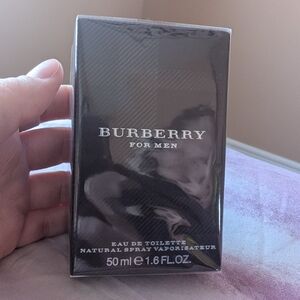 BURBERRY
FOR MEN
EAU DE TOILETTE
NATURAL SPRAY VAPORISATEUR
50 ml ℮ 1.6 FL.OZ.